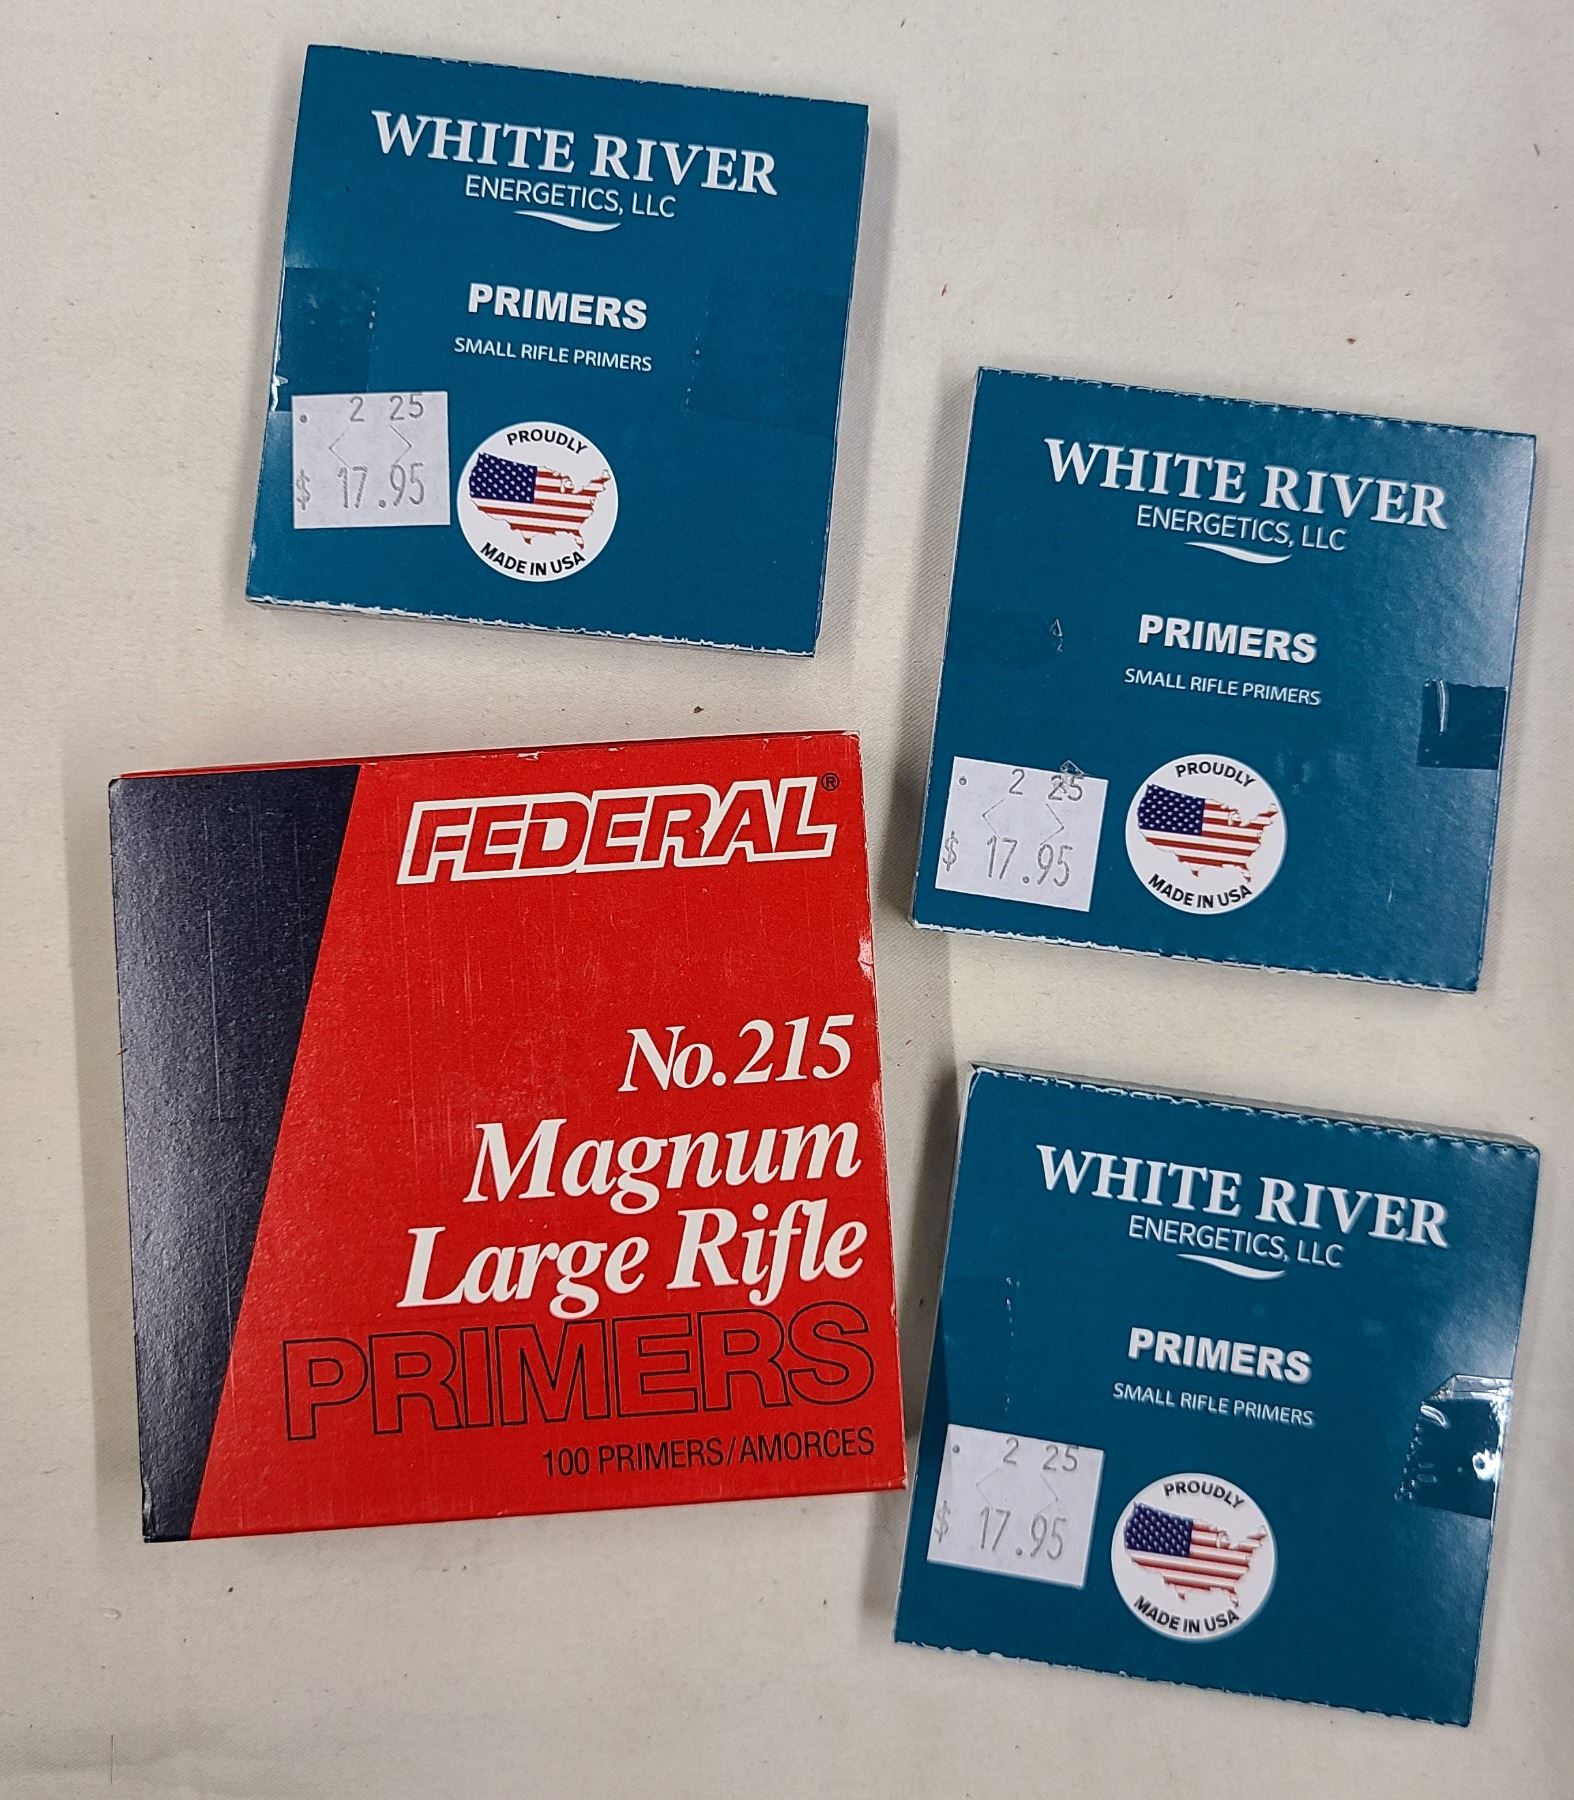 WHITE RIVER
ENERGETICS, LLC
PRIMERS
SMALL RIFLE PRIMERS
2 25
$ 17.95
PROUDLY
MADE IN USA
WHITE RIVER
ENERGETICS, LLC
PRIMERS
SMALL RIFLE PRIMERS
2 25
$ 17.95
PROUDLY
MADE IN USA
FEDERAL®
No.215
Magnum
Large Rifle
PRIMERS
100 PRIMERS/AMORCES
WHITE RIVER
ENERGETICS, LLC
PRIMERS
SMALL RIFLE PRIMERS
2 25
$ 17.95
PROUDLY
MADE IN USA